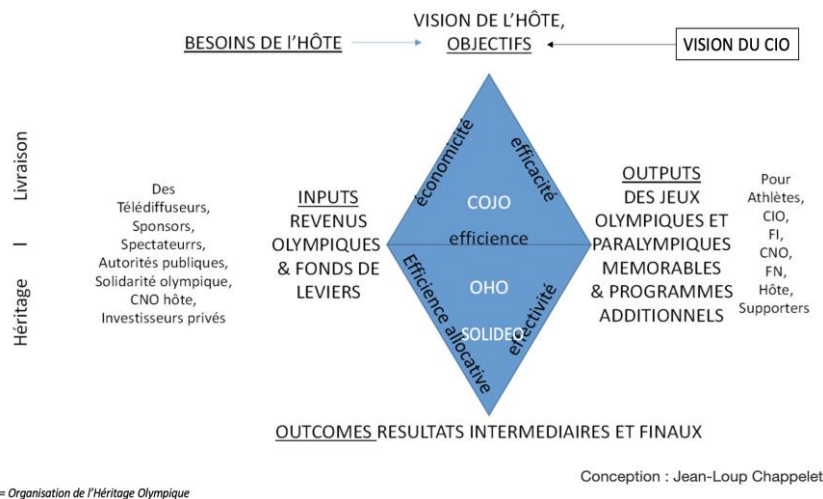 VISION DE L'HÔTE,
BESOINS DE l'HÔTE
OBJECTIFS
VISION DU CIO
Livraison
I
Héritage
Des
Télédiffuseurs,
Sponsors,
Spectateurrs,
Autorités publiques,
Solidarité olympique,
CNO hôte,
Investisseurs privés
INPUTS
REVENUS
OLYMPIQUES
& FONDS DE
LEVIERS
économicité
efficacité
COJO
efficience
OHO
SOLIDEO
Efficience allocative
effectivité
OUTPUTS
DES JEUX
OLYMPIQUES ET
PARALYMPIQUES
MEMORABLES
& PROGRAMMES
ADDITIONNELS
Pour
Athlètes,
CIO,
FI,
CNO,
FN,
Hôte,
Supporters
OUTCOMES RESULTATS INTERMEDIAIRES ET FINAUX
Conception : Jean-Loup Chappelet
= Organisation de l'Héritage Olympique